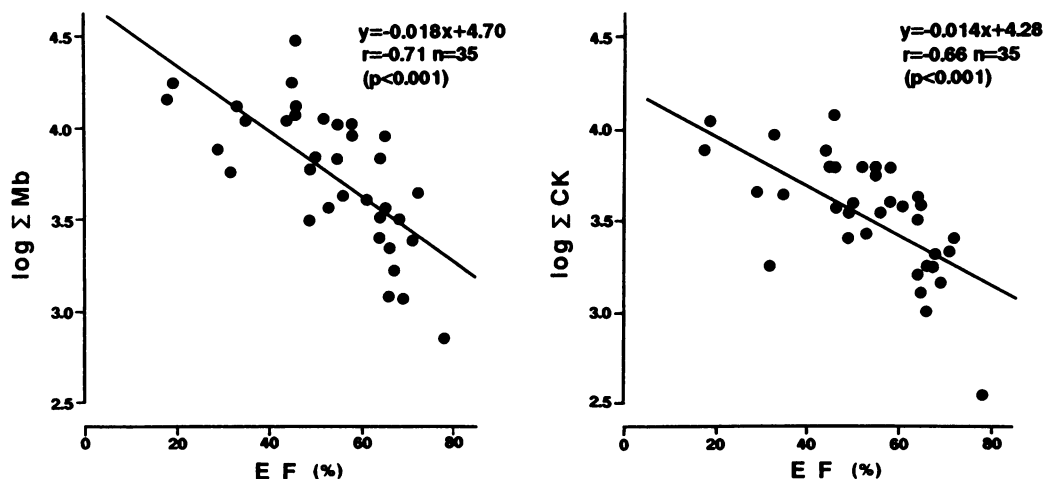 y=-0.018x+4.70
r=-0.71 n=35
(p<0.001)
4.5
4.0
3.5
3.0
2.5
log Σ Mb
0 20 40 60 80
E F (%)
y=-0.014x+4.28
r=-0.66 n=35
(p<0.001)
4.5
4.0
3.5
3.0
2.5
log Σ CK
0 20 40 60 80
E F (%)